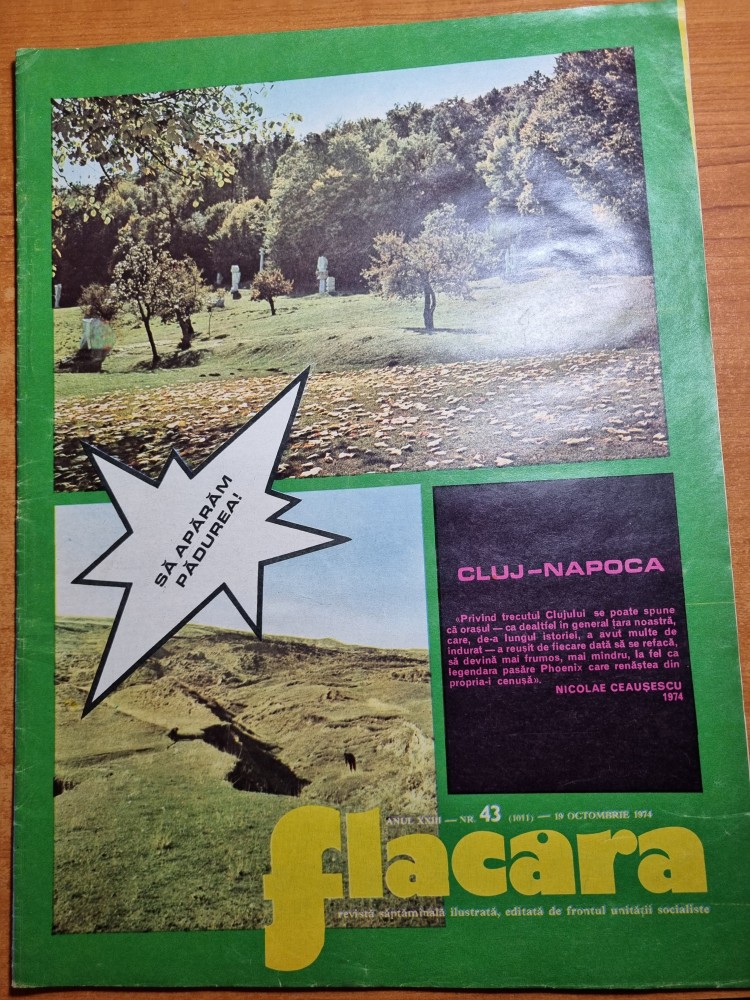 SĂ APĂRĂM
PĂDUREA!
CLUJ-NAPOCA
«Privind trecutul Clujului se poate spune
că orașul — ca dealtfel în general țara noastră,
care, de-a lungul istoriei, a avut multe de
îndurat — a reușit de fiecare dată să se refacă,
să devină mai frumos, mai mîndru, la fel ca
legendara pasăre Phoenix care renăștea din
propria-i cenușă».
NICOLAE CEAUȘESCU
1974
ANUL XXIII — NR. 43 (1011) — 19 OCTOMBRIE 1974
flacăra
revistă săptămînală ilustrată, editată de frontul unității socialiste